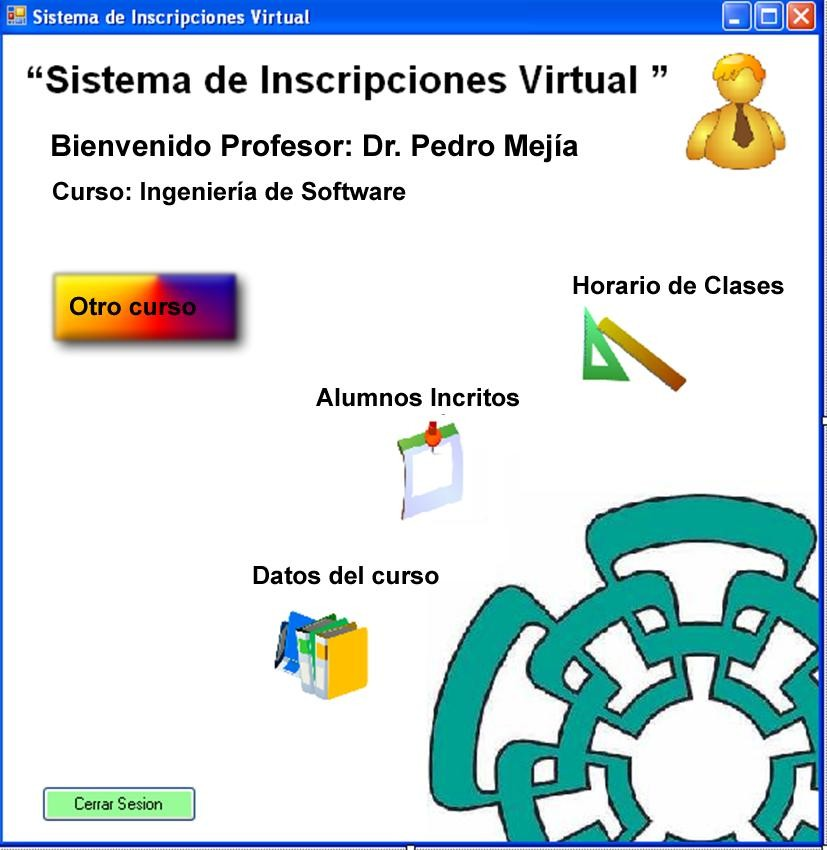 Sistema de Inscripciones Virtual
“Sistema de Inscripciones Virtual ”
Bienvenido Profesor: Dr. Pedro Mejía
Curso: Ingeniería de Software
Otro curso
Horario de Clases
Alumnos Incritos
Datos del curso
Cerrar Sesion